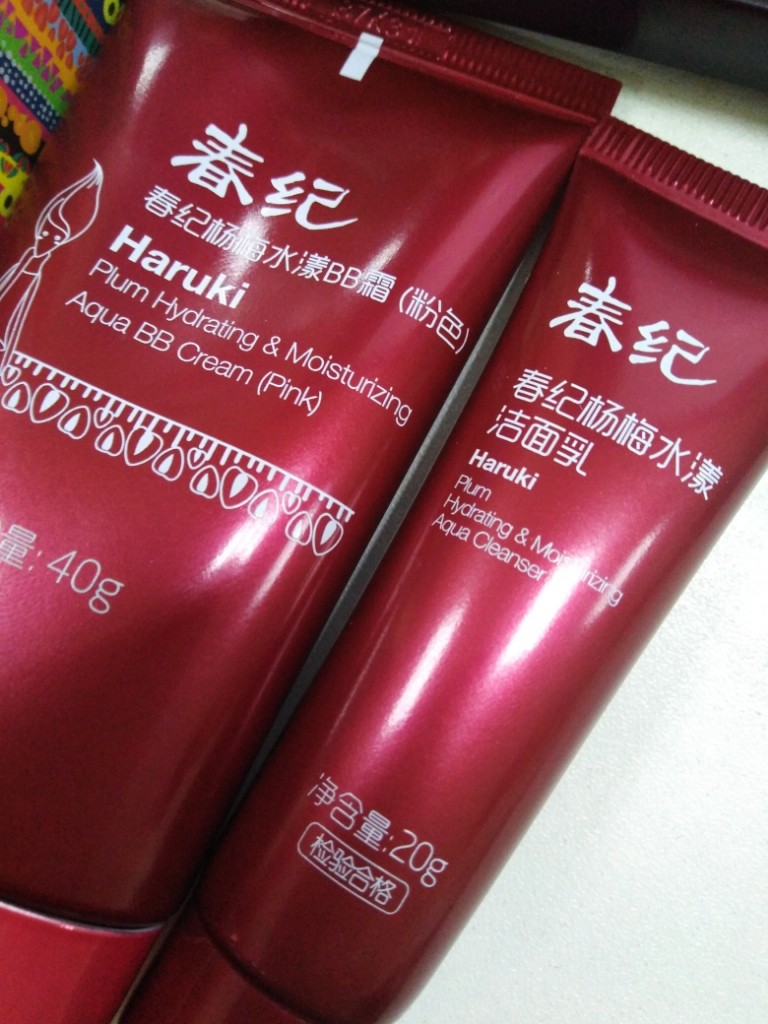 春纪
春纪杨梅水漾BB霜(粉色)
Haruki
Plum Hydrating & Moisturizing
Aqua BB Cream (Pink)
量:40g
春纪
春纪杨梅水漾
洁面乳
Haruki
Plum
Hydrating & Moisturizing
Aqua Cleanser
净含量:20g
检验合格